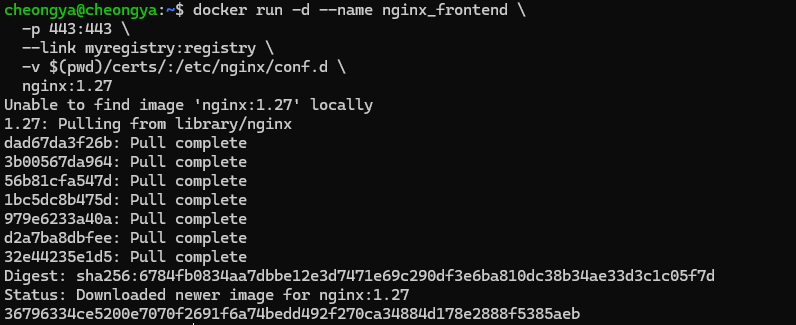 cheongya@cheongya:~$ docker run -d --name nginx_frontend \
-p 443:443 \
--link myregistry:registry \
-v $(pwd)/certs/:/etc/nginx/conf.d \
nginx:1.27
Unable to find image 'nginx:1.27' locally
1.27: Pulling from library/nginx
dad67da3f26b: Pull complete
3b00567da964: Pull complete
56b81cfa547d: Pull complete
1bc5dc8b475d: Pull complete
979e6233a40a: Pull complete
d2a7ba8dbfee: Pull complete
32e44235e1d5: Pull complete
Digest: sha256:6784fb0834aa7dbbe12e3d7471e69c290df3e6ba810dc38b34ae33d3c1c05f7d
Status: Downloaded newer image for nginx:1.27
36796334ce5200e7070f2691f6a74bedd492f270ca34884d178e2888f5385aeb